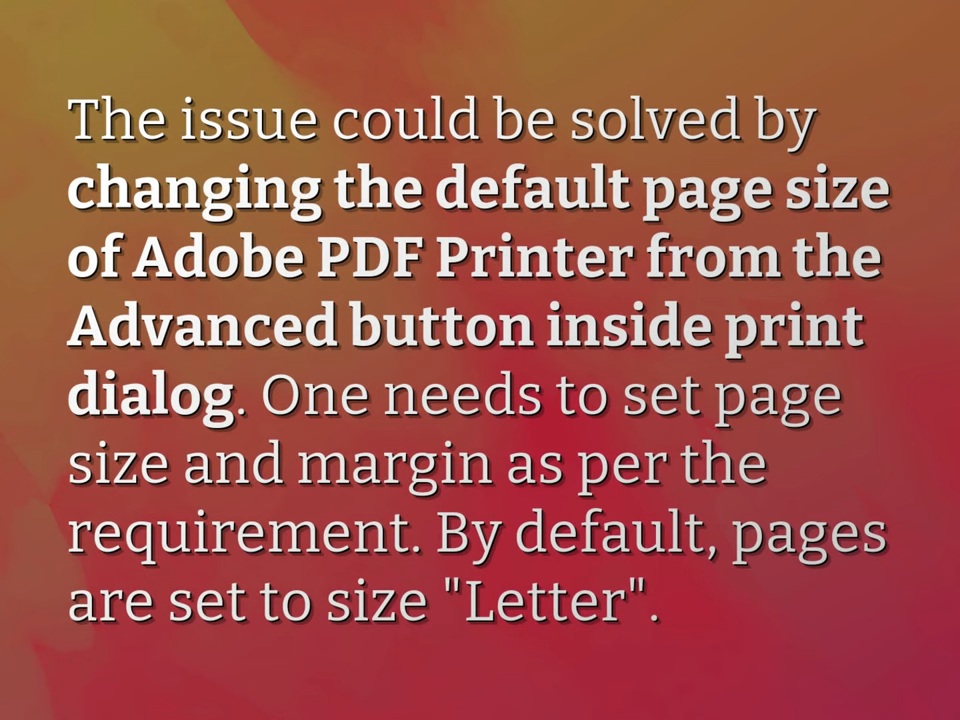 The issue could be solved by
changing the default page size
of Adobe PDF Printer from the
Advanced button inside print
dialog. One needs to set page
size and margin as per the
requirement. By default, pages
are set to size "Letter".